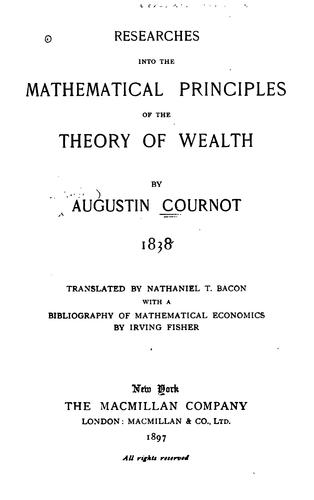 RESEARCHES
INTO THE
MATHEMATICAL PRINCIPLES
OF THE
THEORY OF WEALTH
BY
AUGUSTIN COURNOT
1838
TRANSLATED BY NATHANIEL T. BACON
WITH A
BIBLIOGRAPHY OF MATHEMATICAL ECONOMICS
BY IRVING FISHER
New York
THE MACMILLAN COMPANY
LONDON: MACMILLAN & CO., LTD.
1897
All rights reserved